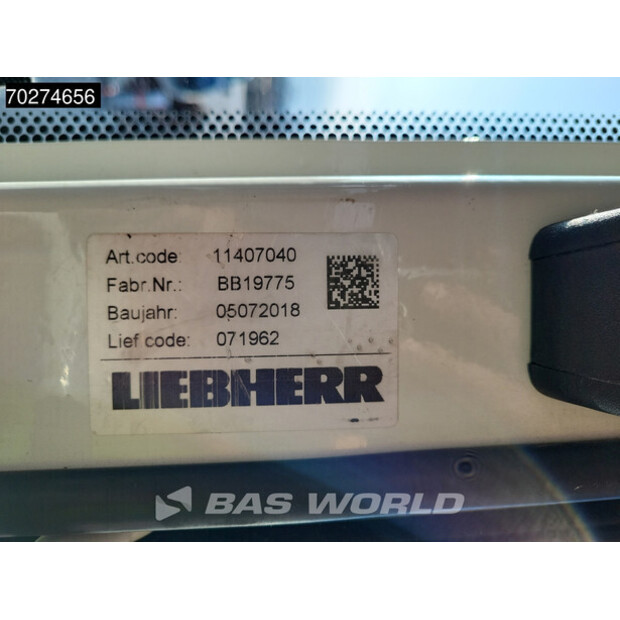 70274656
Art.code: 11407040
Fabr.Nr.: BB19775
Baujahr: 05072018
Lief code: 071962
LIEBHERR
BAS WORLD